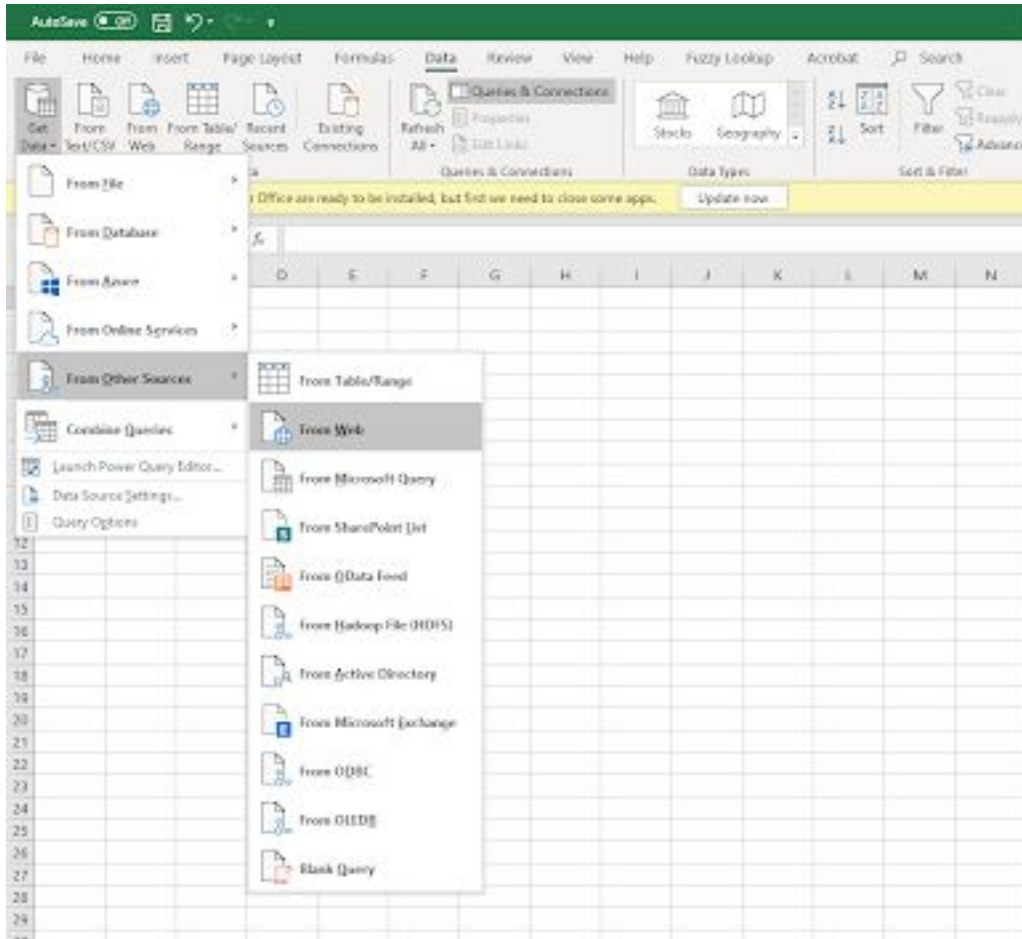 AutoSave Off
File Home Insert Page Layout Formulas Data Review View Help Fuzzy Lookup Acrobat Search
Get Data From Text/CSV From Web From Table/ Range Recent Sources Existing Connections Refresh All Queries & Connections Properties Edit Links Stocks Geography Sort Filter Clear Reapply Advanc
a Queries & Connections Data Types Sort & Filter
Office are ready to be installed, but first we need to close some apps. Update now
fx
D E F G H I J K L M N
From File
From Database
From Azure
From Online Services
From Other Sources
Combine Queries
Launch Power Query Editor...
Data Source Settings...
Query Options
From Table/Range
From Web
From Microsoft Query
From SharePoint List
From OData Feed
From Hadoop File (HDFS)
From Active Directory
From Microsoft Exchange
From ODBC
From OLEDB
Blank Query
12
13
14
15
16
17
18
19
20
21
22
23
24
25
26
27
28
29